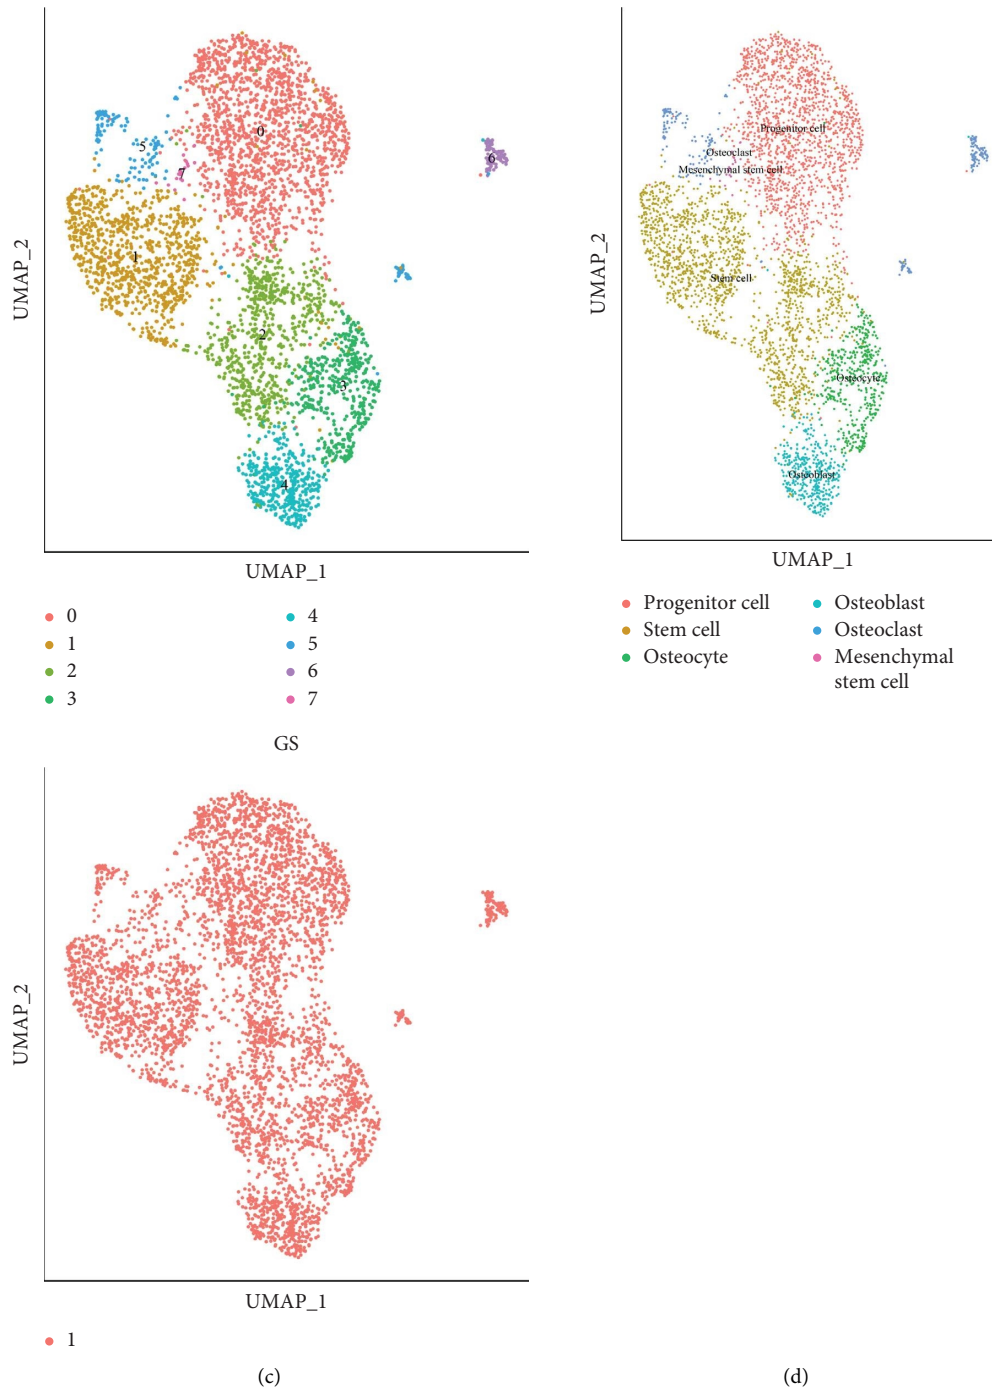 0
5
7
6
1
2
3
4
UMAP_2
UMAP_1
0
1
2
3
4
5
6
7
Progenitor cell
Osteoclast
Mesenchymal stem cell
Stem cell
Osteocyte
Osteoblast
UMAP_2
UMAP_1
Progenitor cell
Stem cell
Osteocyte
Osteoblast
Osteoclast
Mesenchymal
stem cell
GS
UMAP_2
UMAP_1
1
(c)
(d)